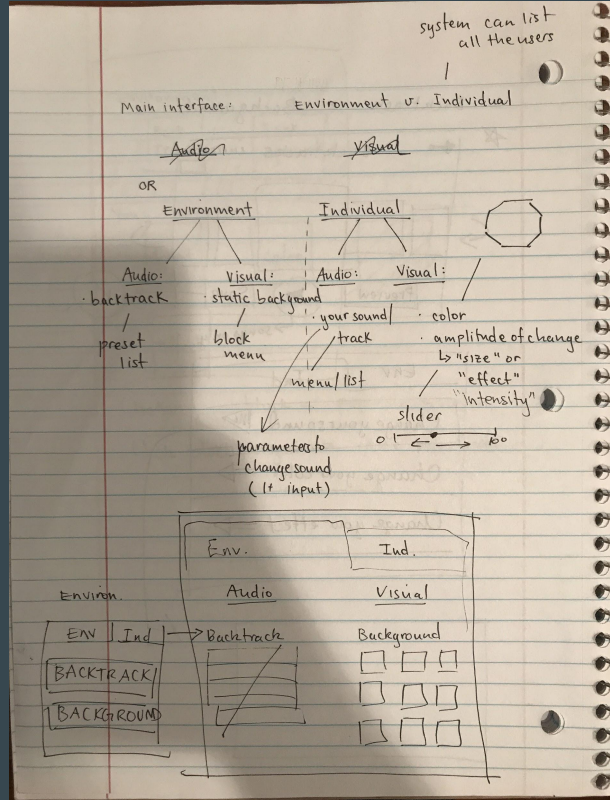 system can list
all the users
Main interface: Environment v. Individual
Audio Visual
OR
Environment Individual
Audio: Visual: Audio: Visual:
· backtrack · static background · your sound/ · color
preset block track · amplitude of change
list menu menu/list ↳ "size" or
"effect"
"intensity"
slider
0 100
parameters to
change sound
(1+ input)
Env. Ind.
Environ. Audio Visual
ENV Ind Backtrack Background
BACKTRACK
BACKGROUND